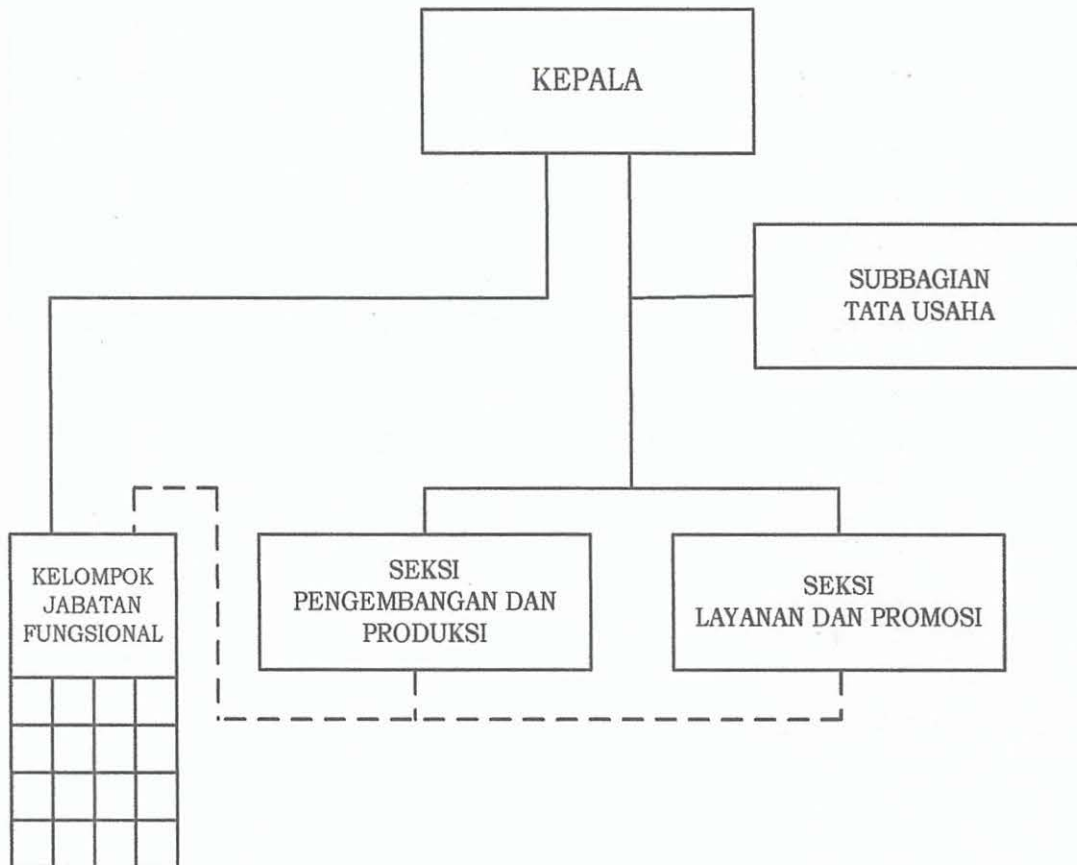 KEPALA
SUBBAGIAN
TATA USAHA
KELOMPOK
JABATAN
FUNGSIONAL
SEKSI
PENGEMBANGAN DAN
PRODUKSI
SEKSI
LAYANAN DAN PROMOSI